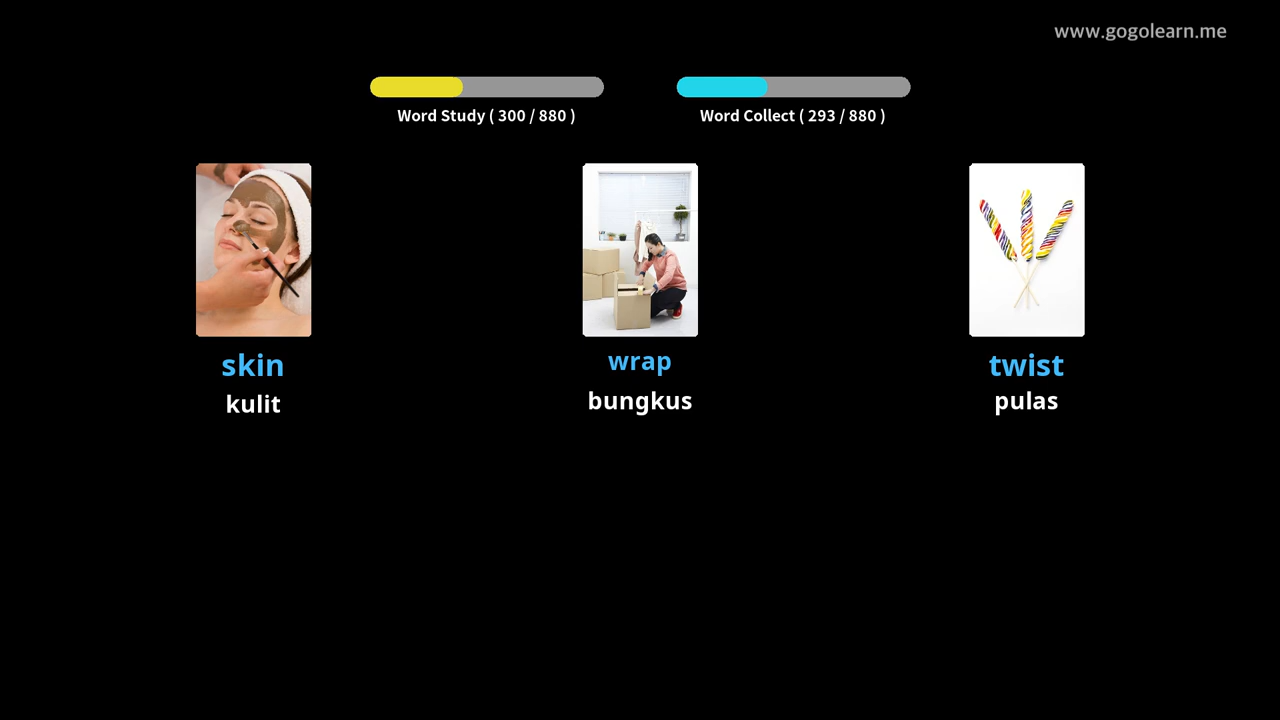 www.gogolearn.me
Word Study ( 300 / 880 )
Word Collect ( 293 / 880 )
skin
kulit
wrap
bungkus
twist
pulas